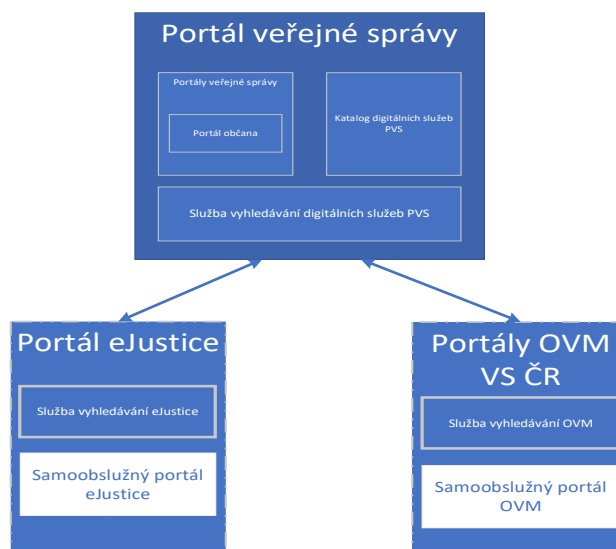 Portál veřejné správy
Portály veřejné správy
Portál občana
Katalog digitálních služeb
PVS
Služba vyhledávání digitálních služeb PVS
Portál eJustice
Služba vyhledávání eJustice
Samoobslužný portál
eJustice
Portály OVM
VS ČR
Služba vyhledávání OVM
Samoobslužný portál
OVM